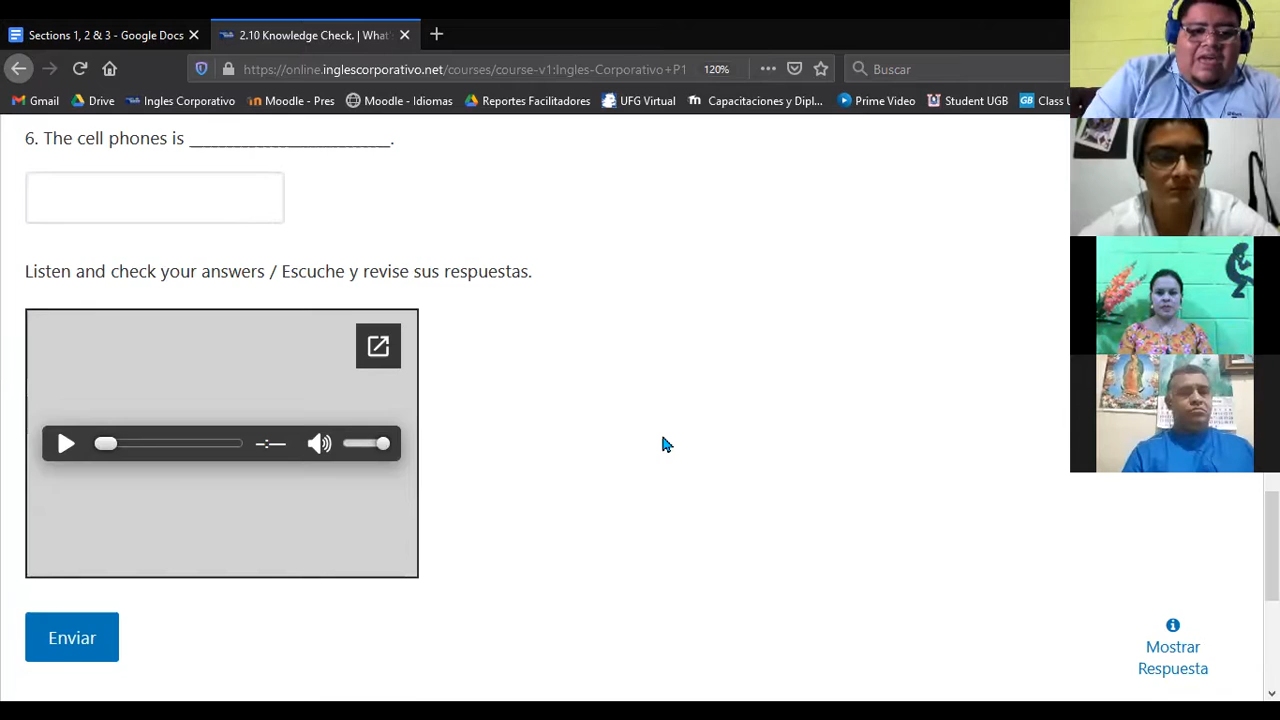 Sections 1, 2 & 3 - Google Docs
2.10 Knowledge Check. | What'
https://online.inglescorporativo.net/courses/course-v1:Ingles-Corporativo+P1
120%
Buscar
Gmail
Drive
Ingles Corporativo
Moodle - Pres
Moodle - Idiomas
Reportes Facilitadores
UFG Virtual
Capacitaciones y Dipl...
Prime Video
Student UGB
GB Class
6. The cell phones is ________________________.
Listen and check your answers / Escuche y revise sus respuestas.
-:--
Enviar
Mostrar
Respuesta